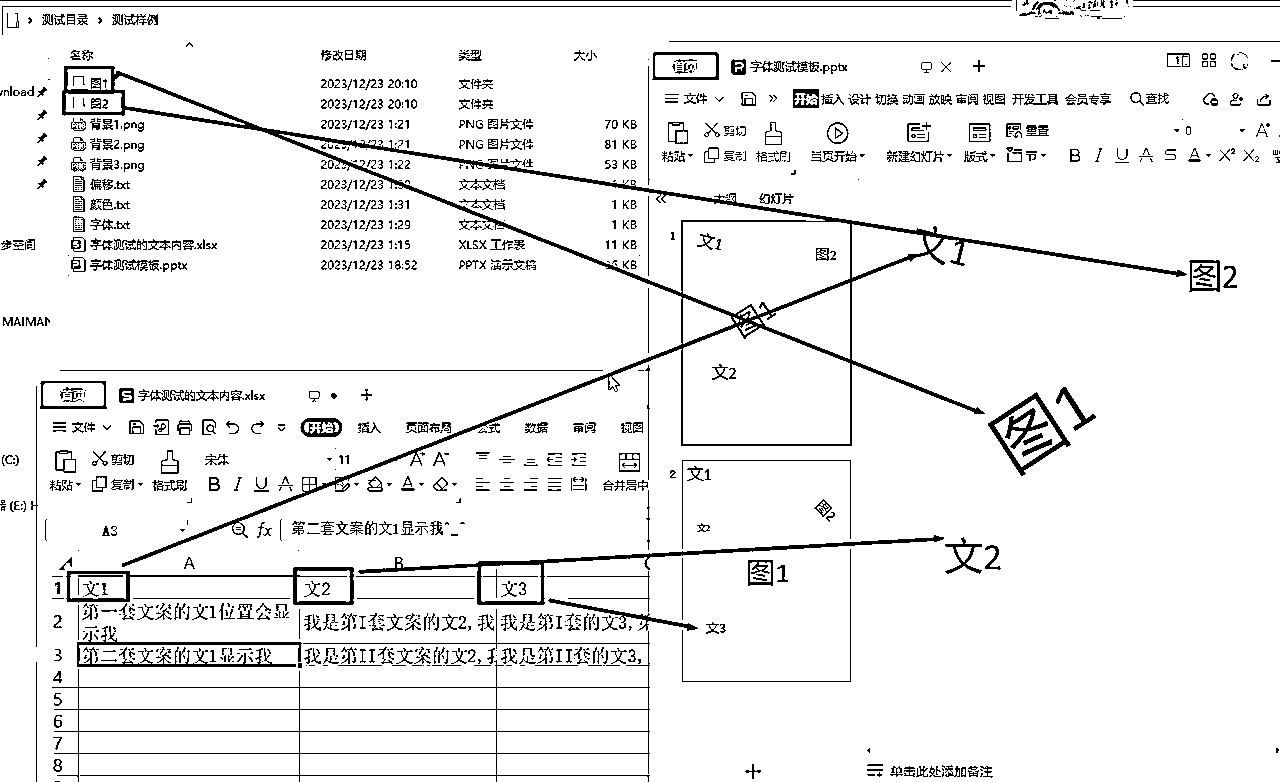 测试目录 › 测试样例
名称 修改日期 类型 大小
图1 2023/12/23 20:10 文件夹
图2 2023/12/23 20:10 文件夹
背景1.png 2023/12/23 1:21 PNG 图片文件 70 KB
背景2.png 2023/12/23 1:21 PNG 图片文件 81 KB
背景3.png 2023/12/23 1:22 PNG 图片文件 53 KB
偏移.txt 2023/12/23 文本文档 KB
颜色.txt 2023/12/23 1:31 文本文档 1 KB
字体.txt 2023/12/23 1:29 文本文档 1 KB
字体测试的文本内容.xlsx 2023/12/23 1:15 XLSX 工作表 11 KB
字体测试模板.pptx 2023/12/23 18:52 PPTX 演示文稿 KB
wnload
步空间
MAIMAN
(C:)
(E:) H
首页 字体测试模板.pptx
文件 开始 插入 设计 切换 动画 放映 审阅 视图 开发工具 会员专享 查找
粘贴 剪切 复制 格式刷 当页开始 新建幻灯片 版式 重置 节 0
B I U A S A X² X₂
大纲 幻灯片
1
文1
图2
图1
文2
2
文1
图2
文2
图1
文3
文1
图2
图1
文2
单击此处添加备注
首页 字体测试的文本内容.xlsx
文件 开始 插入 页面布局 公式 数据 审阅 视图
粘贴 剪切 复制 格式刷 宋体 11 A⁺ A⁻
B I U A 合并居中
A3 fx 第二套文案的文1显示我^_^
A B
1 文1 文2 文3
2 第一套文案的文1位置会显示我 我是第I套文案的文2,我 我是第I套的文3,
3 第二套文案的文1显示我 我是第II套文案的文2, 我是第II套的文3,
4
5
6
7
8